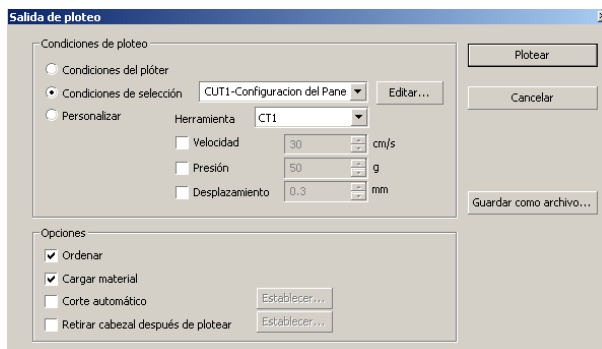 Salida de ploteo
Condiciones de ploteo
Condiciones del plóter
Condiciones de selección CUT1-Configuracion del Pane Editar...
Personalizar Herramienta CT1
Velocidad 30 cm/s
Presión 50 g
Desplazamiento 0.3 mm
Plotear
Cancelar
Guardar como archivo...
Opciones
Ordenar
Cargar material
Corte automático Establecer...
Retirar cabezal después de plotear Establecer...